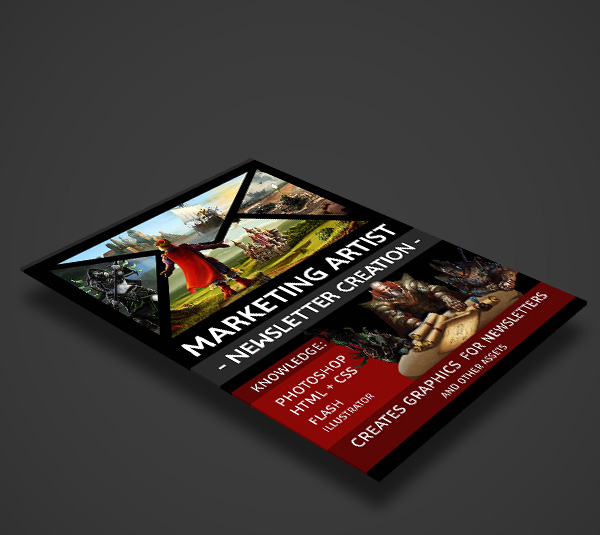 MARKETING ARTIST
- NEWSLETTER CREATION -
KNOWLEDGE:
PHOTOSHOP
HTML + CSS
FLASH
ILLUSTRATOR
CREATES GRAPHICS FOR NEWSLETTERS
AND OTHER ASSETS